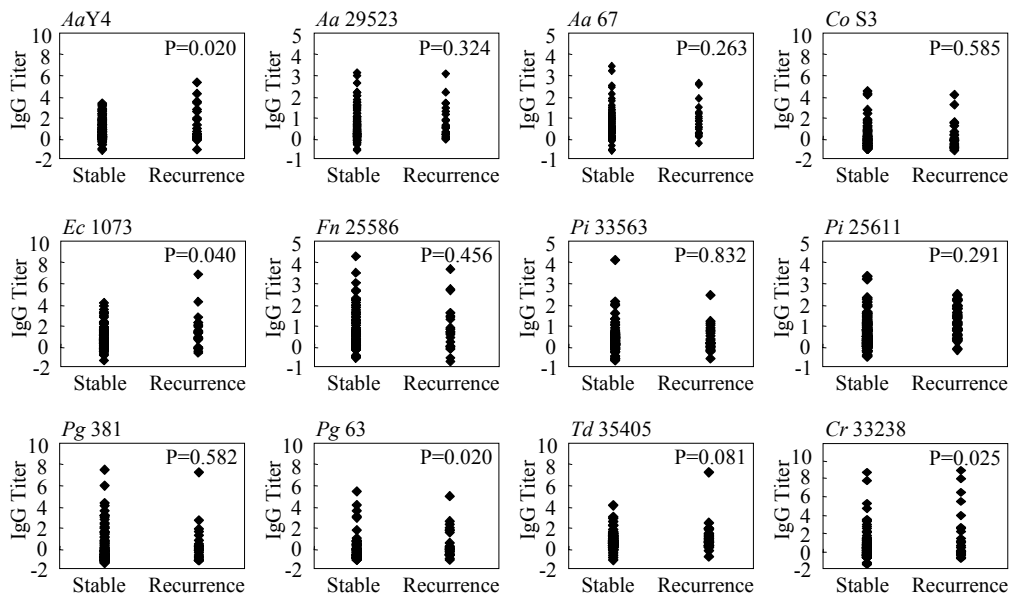 AaY4
Aa 29523
Aa 67
Co S3
IgG Titer
10
8
6
4
2
0
-2
P=0.020
Stable Recurrence
IgG Titer
5
4
3
2
1
0
-1
P=0.324
Stable Recurrence
IgG Titer
5
4
3
2
1
0
-1
P=0.263
Stable Recurrence
IgG Titer
10
8
6
4
2
0
-2
P=0.585
Stable Recurrence
Ec 1073
Fn 25586
Pi 33563
Pi 25611
IgG Titer
10
8
6
4
2
0
-2
P=0.040
Stable Recurrence
IgG Titer
5
4
3
2
1
0
-1
P=0.456
Stable Recurrence
IgG Titer
5
4
3
2
1
0
-1
P=0.832
Stable Recurrence
IgG Titer
5
4
3
2
1
0
-1
P=0.291
Stable Recurrence
Pg 381
Pg 63
Td 35405
Cr 33238
IgG Titer
10
8
6
4
2
0
-2
P=0.582
Stable Recurrence
IgG Titer
10
8
6
4
2
0
-2
P=0.020
Stable Recurrence
IgG Titer
10
8
6
4
2
0
-2
P=0.081
Stable Recurrence
IgG Titer
10
8
6
4
2
0
-2
P=0.025
Stable Recurrence